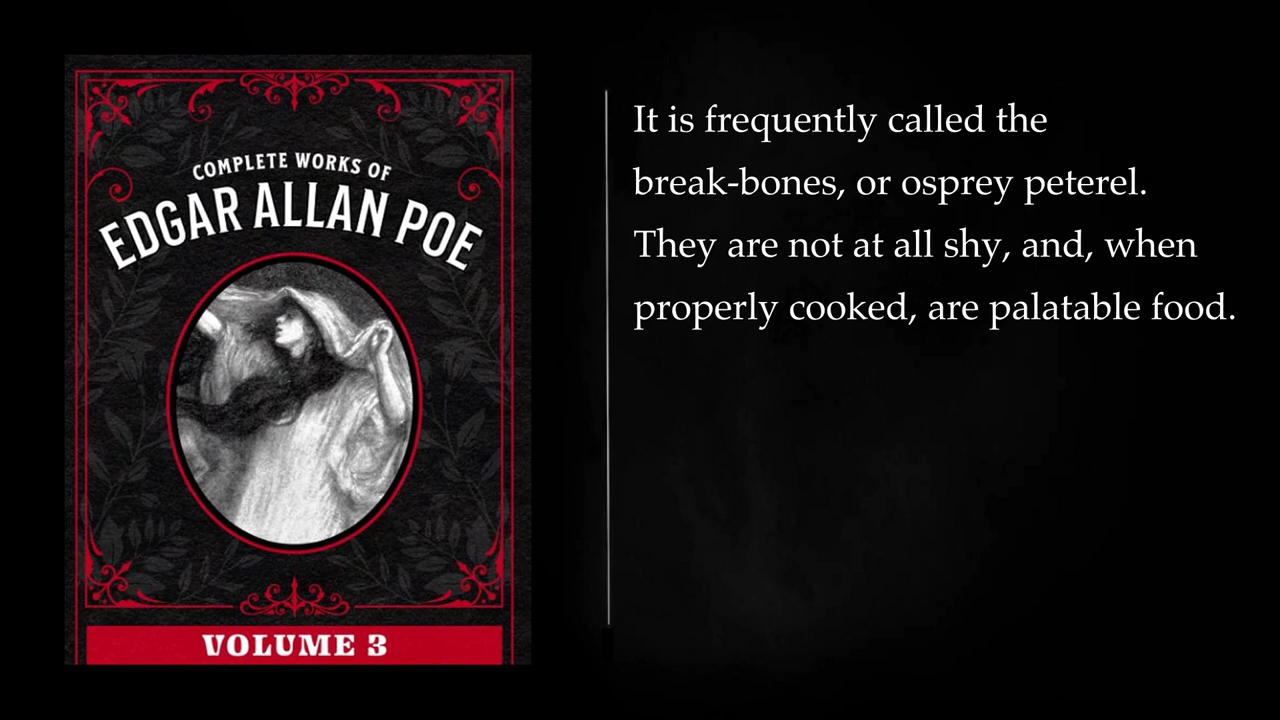 COMPLETE WORKS OF
EDGAR ALLAN POE
VOLUME 3
It is frequently called the
break-bones, or osprey peterel.
They are not at all shy, and, when
properly cooked, are palatable food.